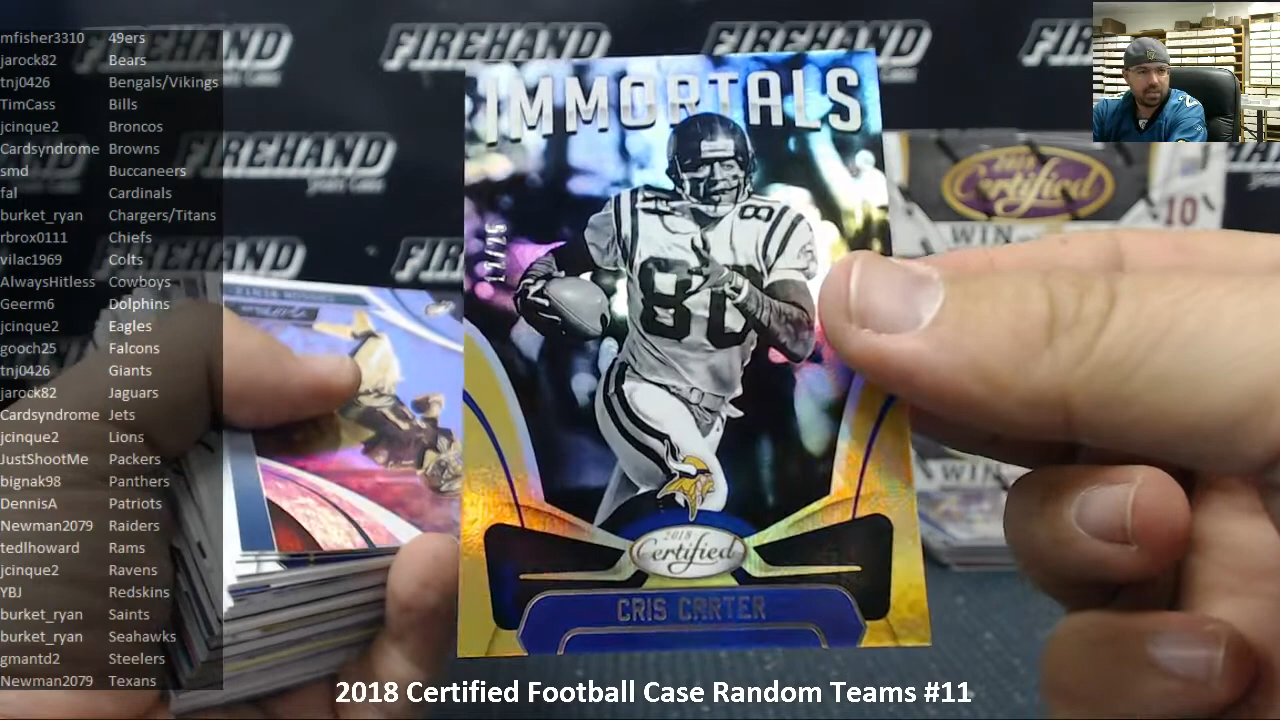 mfisher3310 49ers
jarock82 Bears
tnj0426 Bengals/Vikings
TimCass Bills
jcinque2 Broncos
Cardsyndrome Browns
smd Buccaneers
fal Cardinals
burket_ryan Chargers/Titans
rbrox0111 Chiefs
vilac1969 Colts
AlwaysHitless Cowboys
Geerm6 Dolphins
jcinque2 Eagles
gooch25 Falcons
tnj0426 Giants
jarock82 Jaguars
Cardsyndrome Jets
jcinque2 Lions
JustShootMe Packers
bignak98 Panthers
DennisA Patriots
Newman2079 Raiders
tedlhoward Rams
jcinque2 Ravens
YBJ Redskins
burket_ryan Saints
burket_ryan Seahawks
gmantd2 Steelers
Newman2079 Texans
FIREHAND
FIREHAND
FIREHAND
IMMORTALS
80
2018
Certified
CRIS CARTER
2018
Certified
10
WIN
WIN
FIREHAND
2018 Certified Football Case Random Teams #11